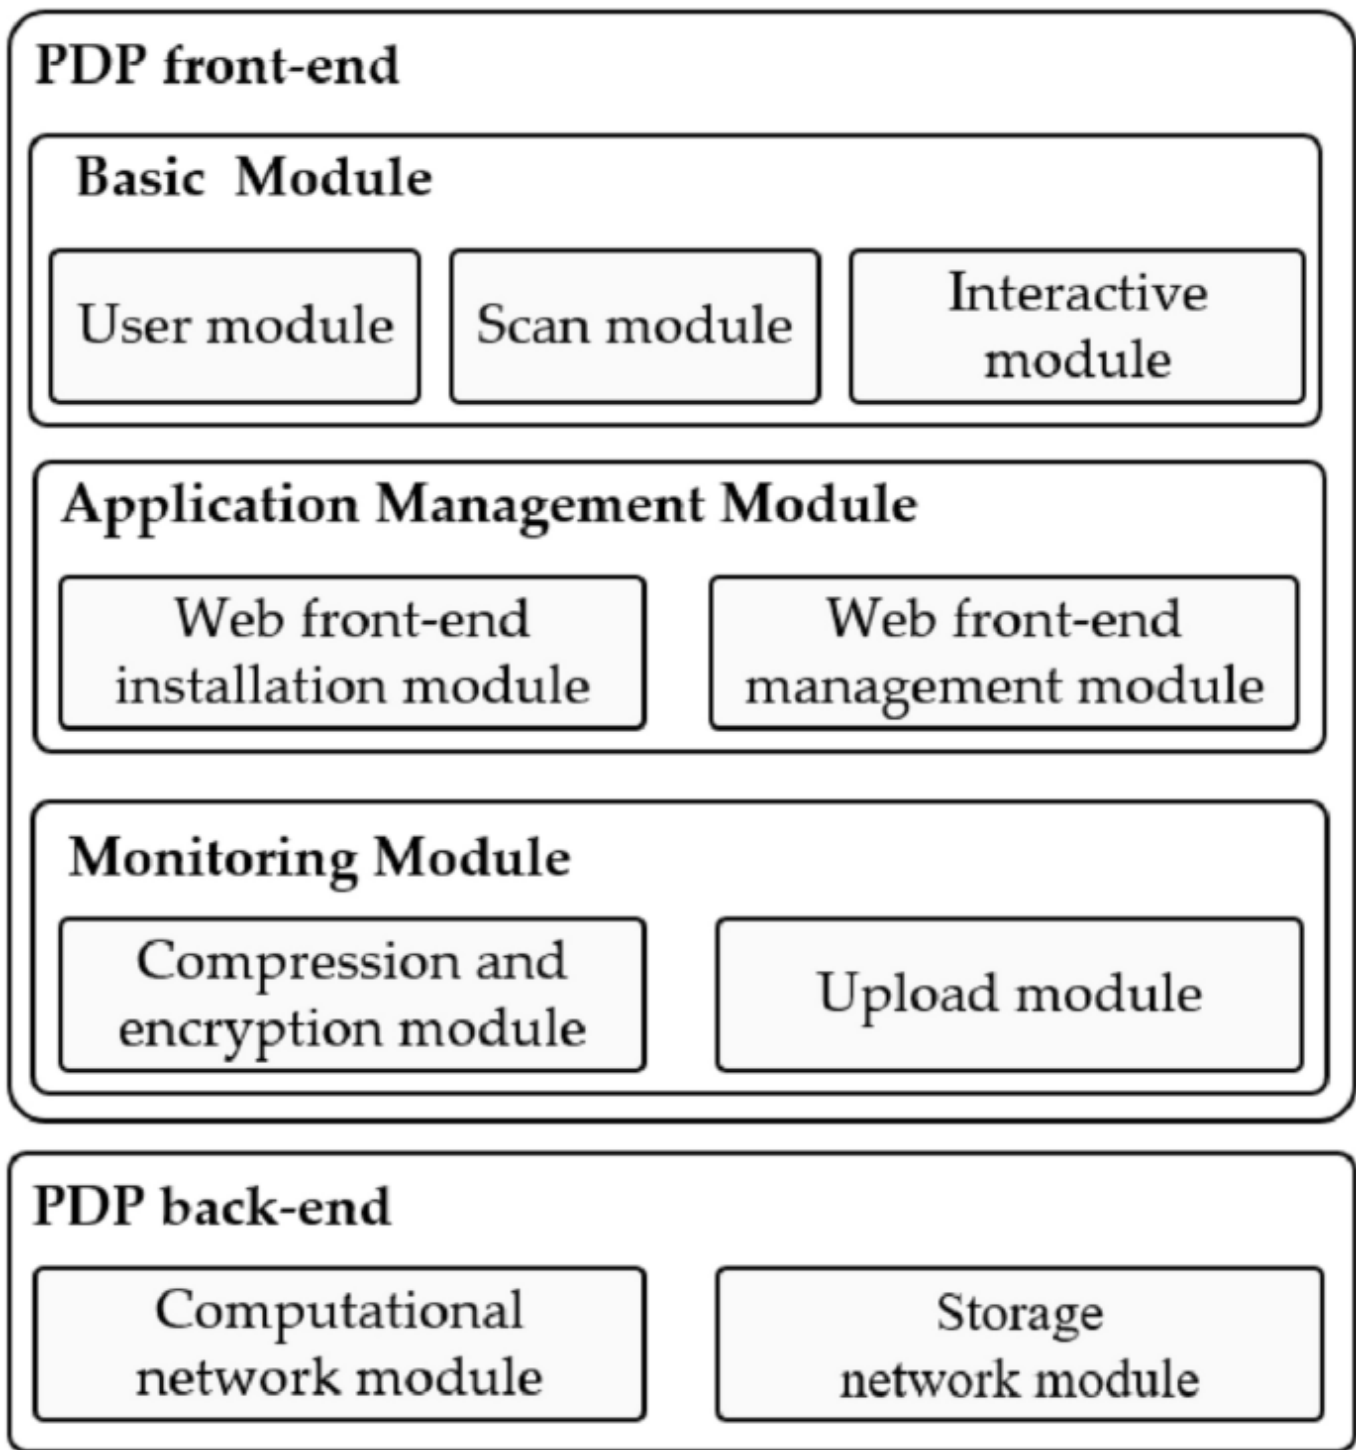 PDP front-end
Basic Module
User module
Scan module
Interactive
module
Application Management Module
Web front-end
installation module
Web front-end
management module
Monitoring Module
Compression and
encryption module
Upload module
PDP back-end
Computational
network module
Storage
network module